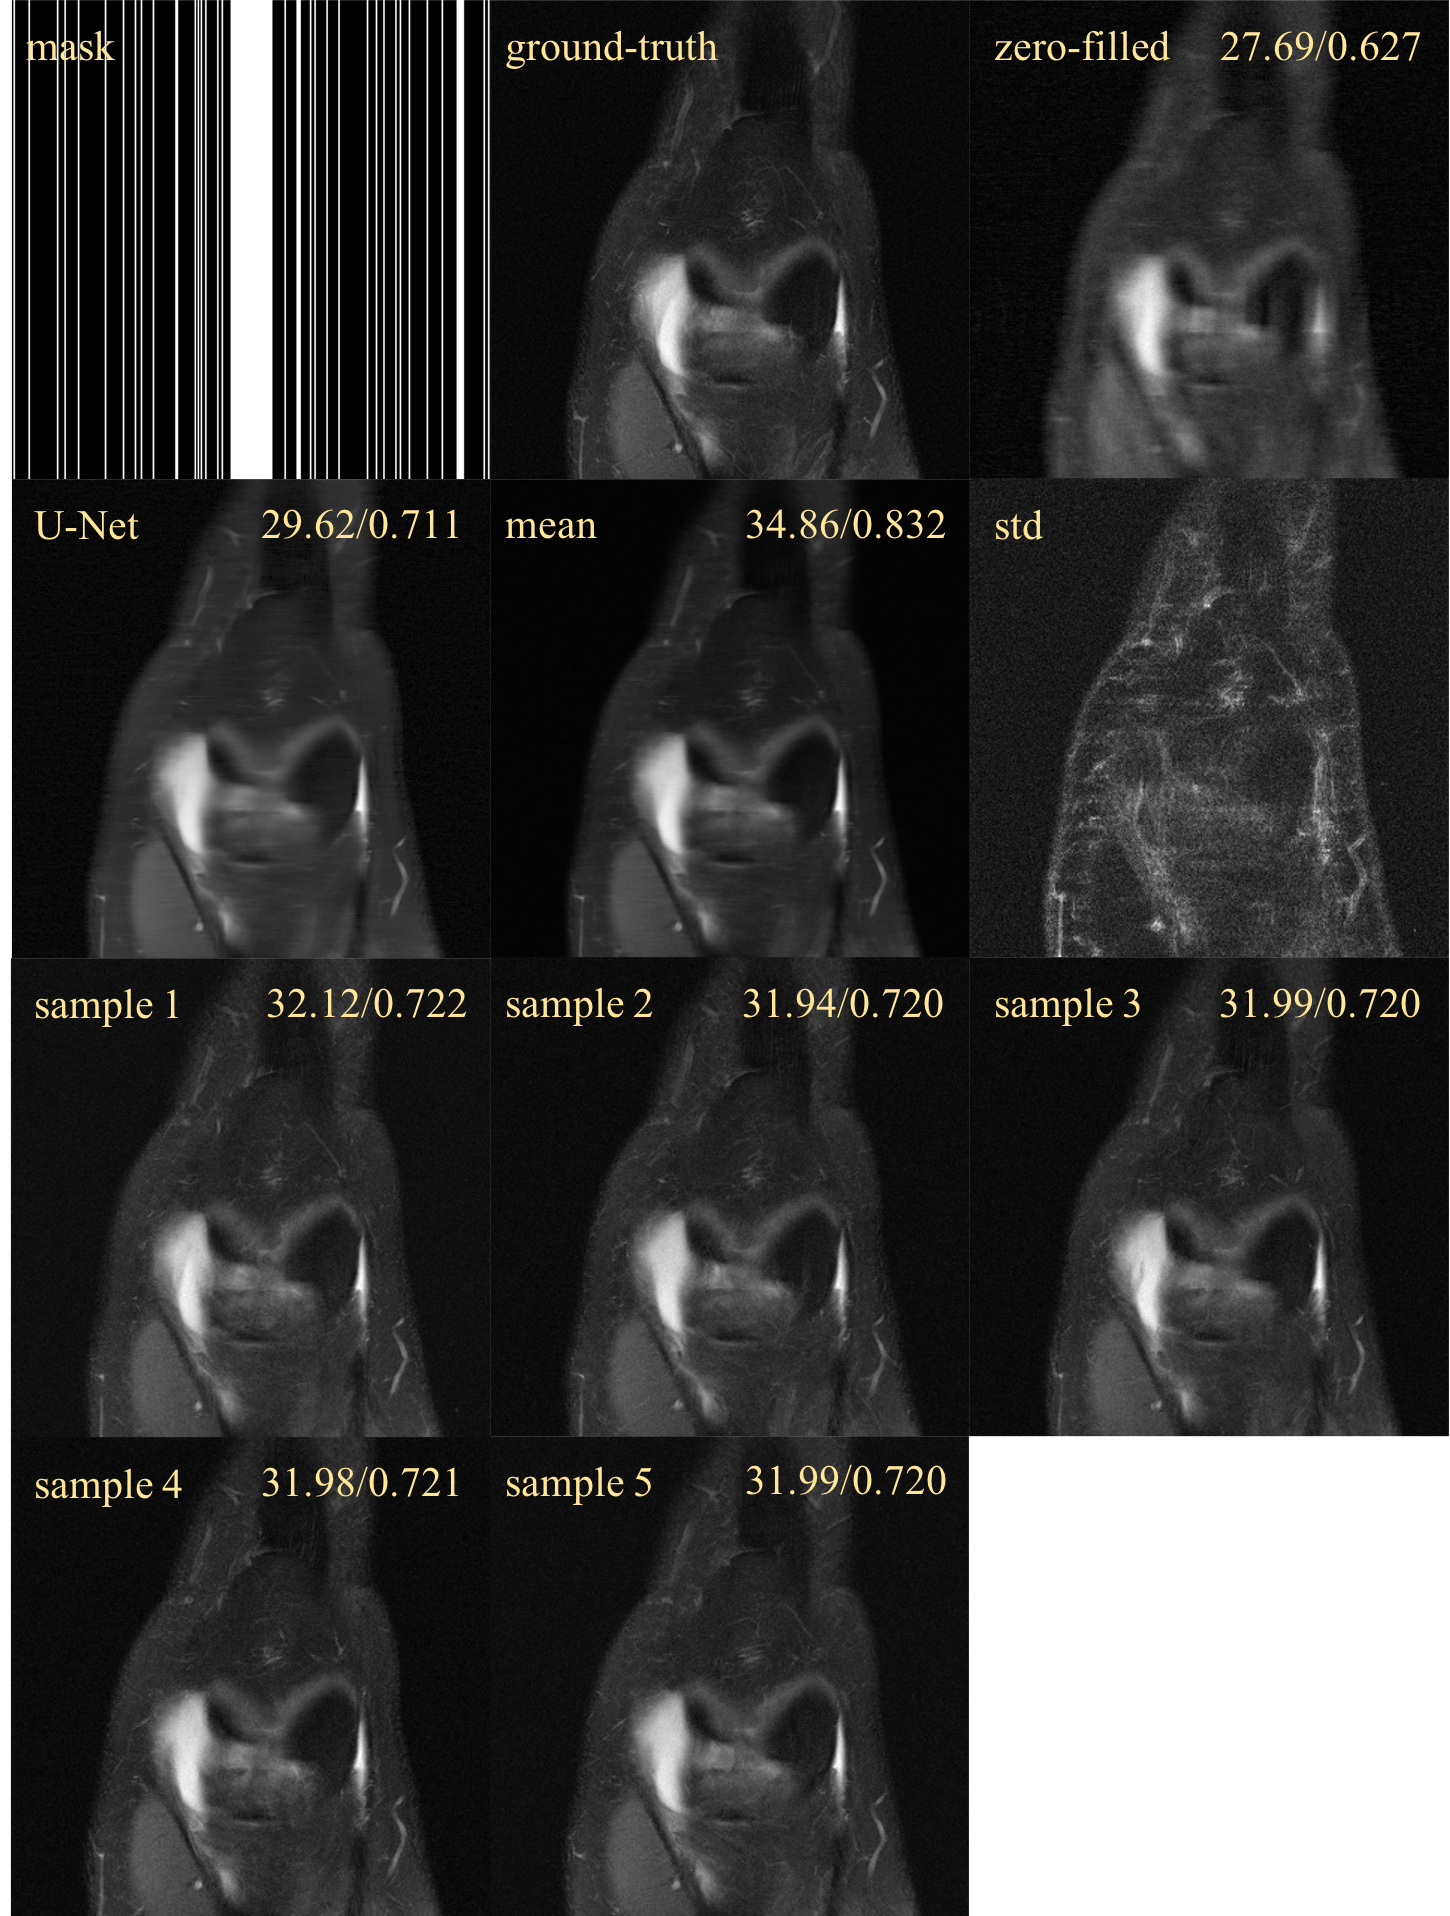 mask
ground-truth
zero-filled 27.69/0.627
U-Net 29.62/0.711
mean 34.86/0.832
std
sample 1 32.12/0.722
sample 2 31.94/0.720
sample 3 31.99/0.720
sample 4 31.98/0.721
sample 5 31.99/0.720